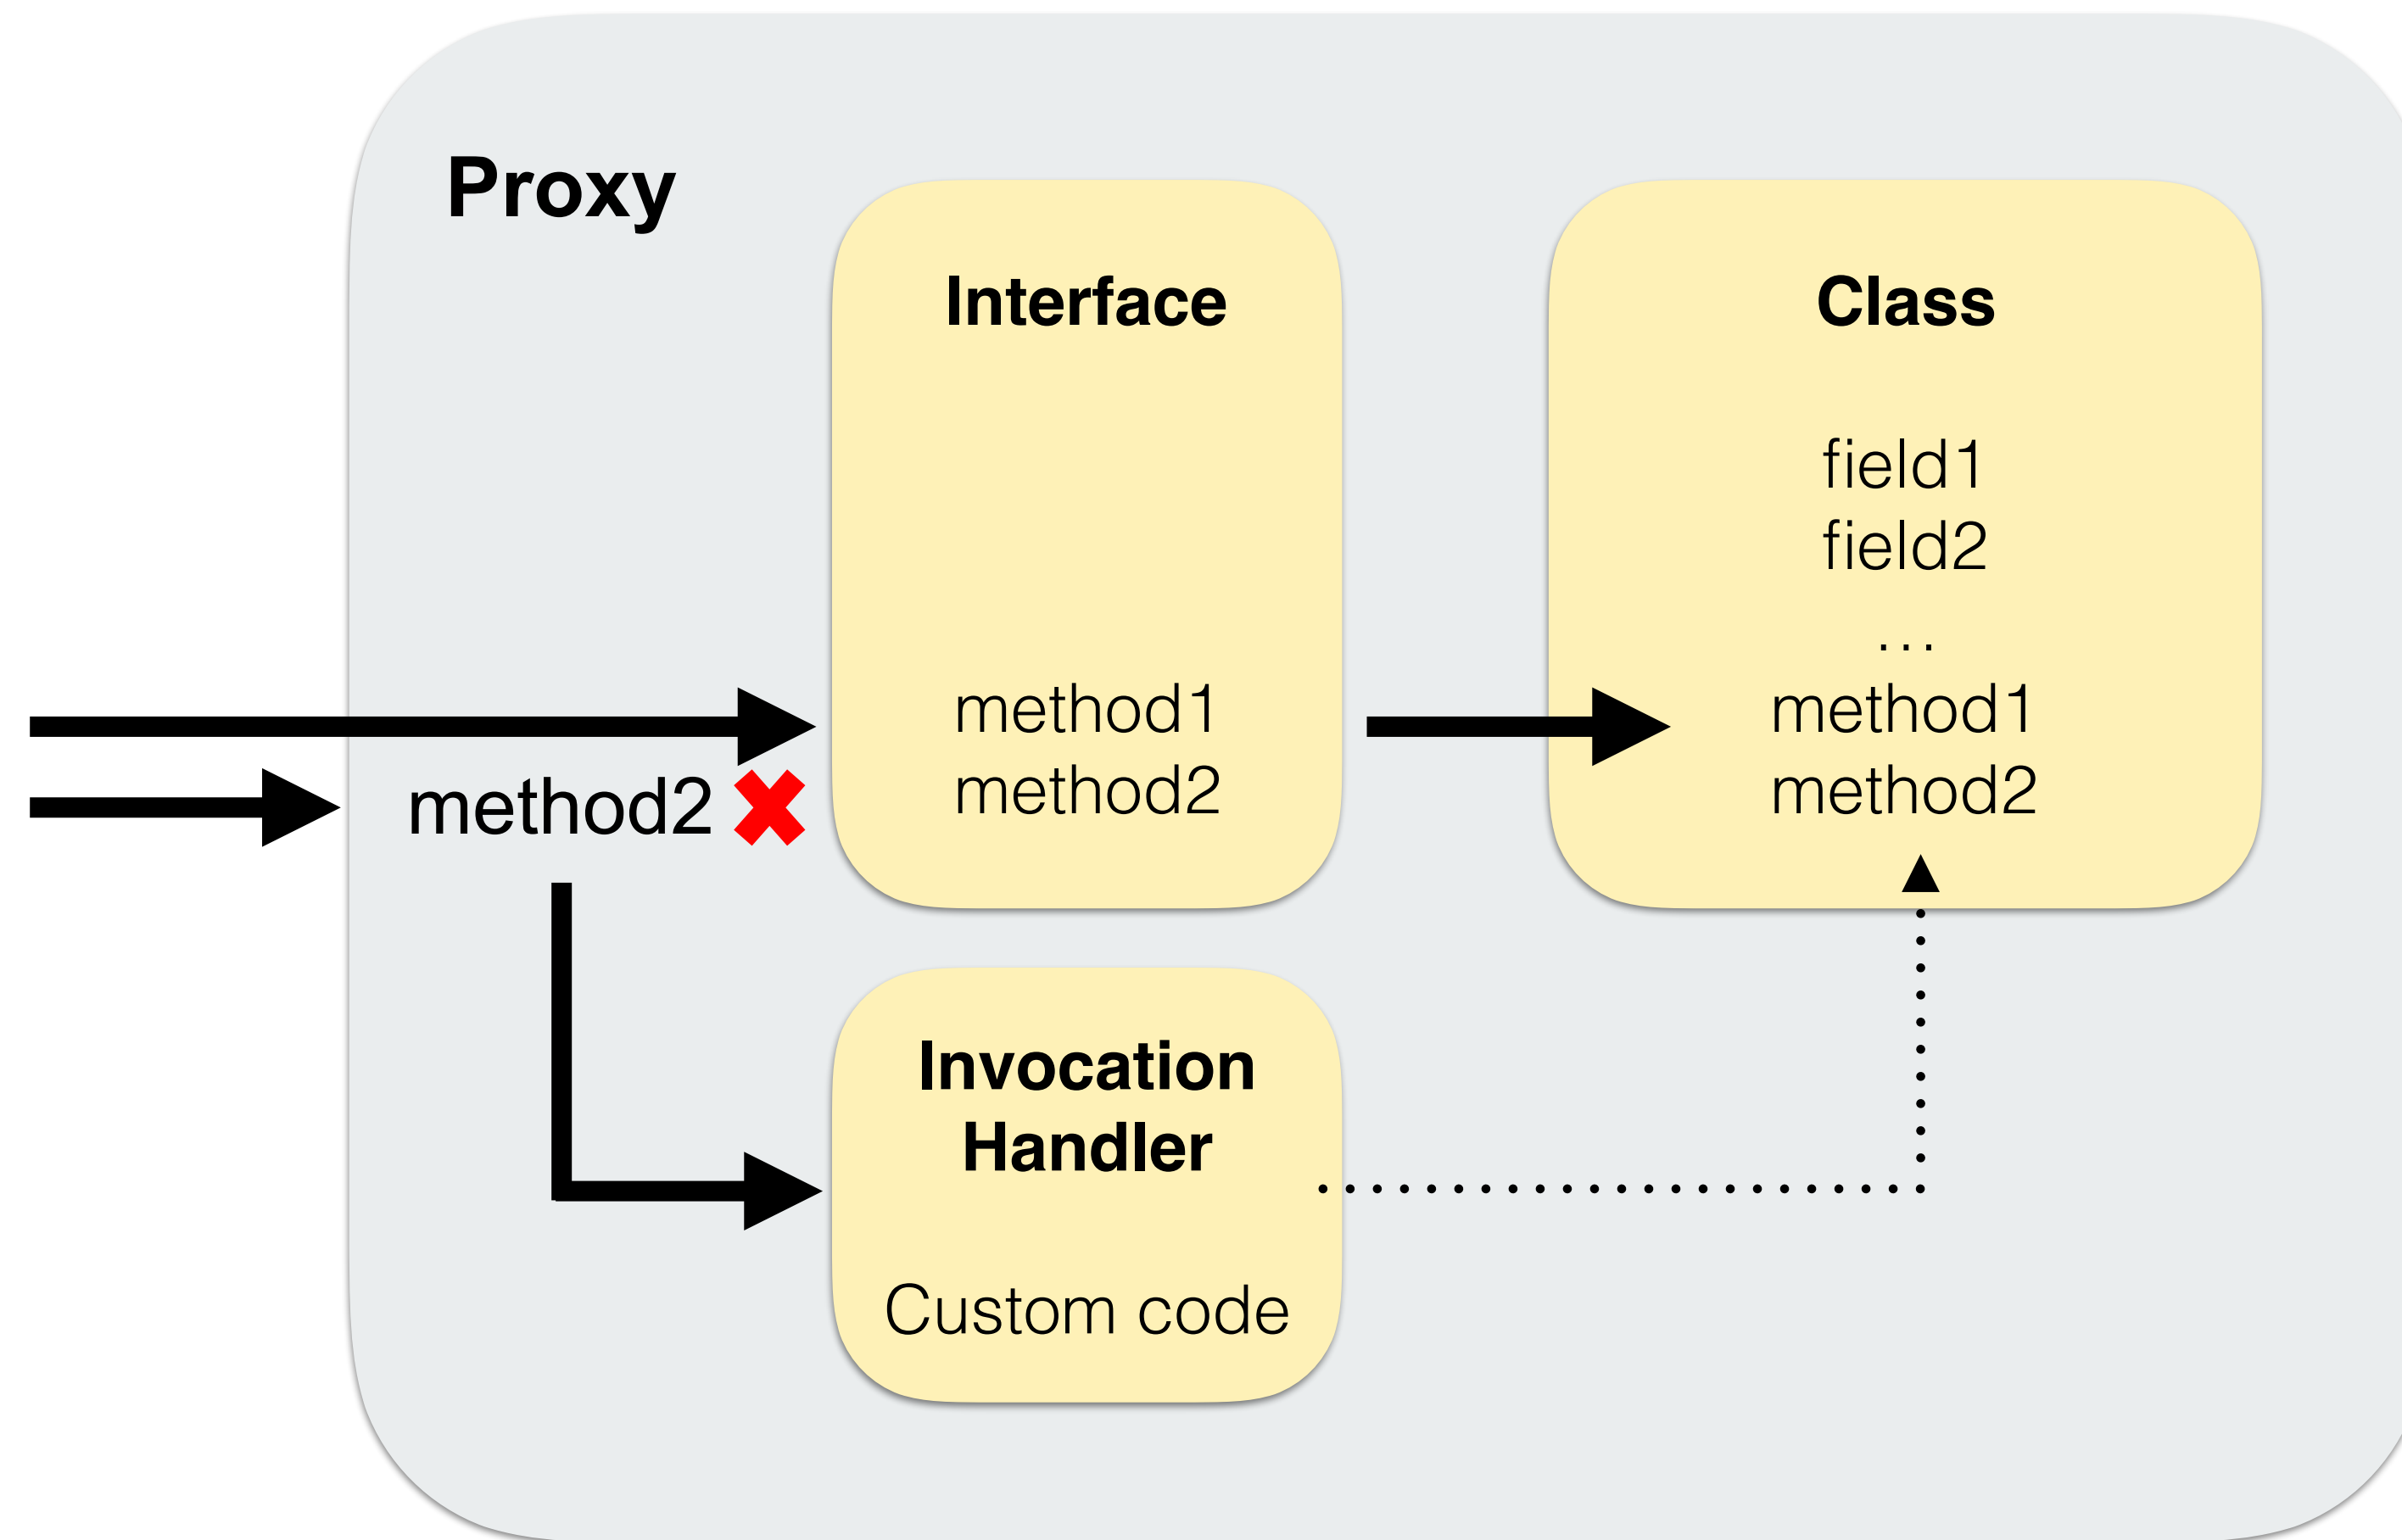 Proxy
Interface
method1
method2
Class
field1
field2
...
method1
method2
method2
Invocation
Handler
Custom code